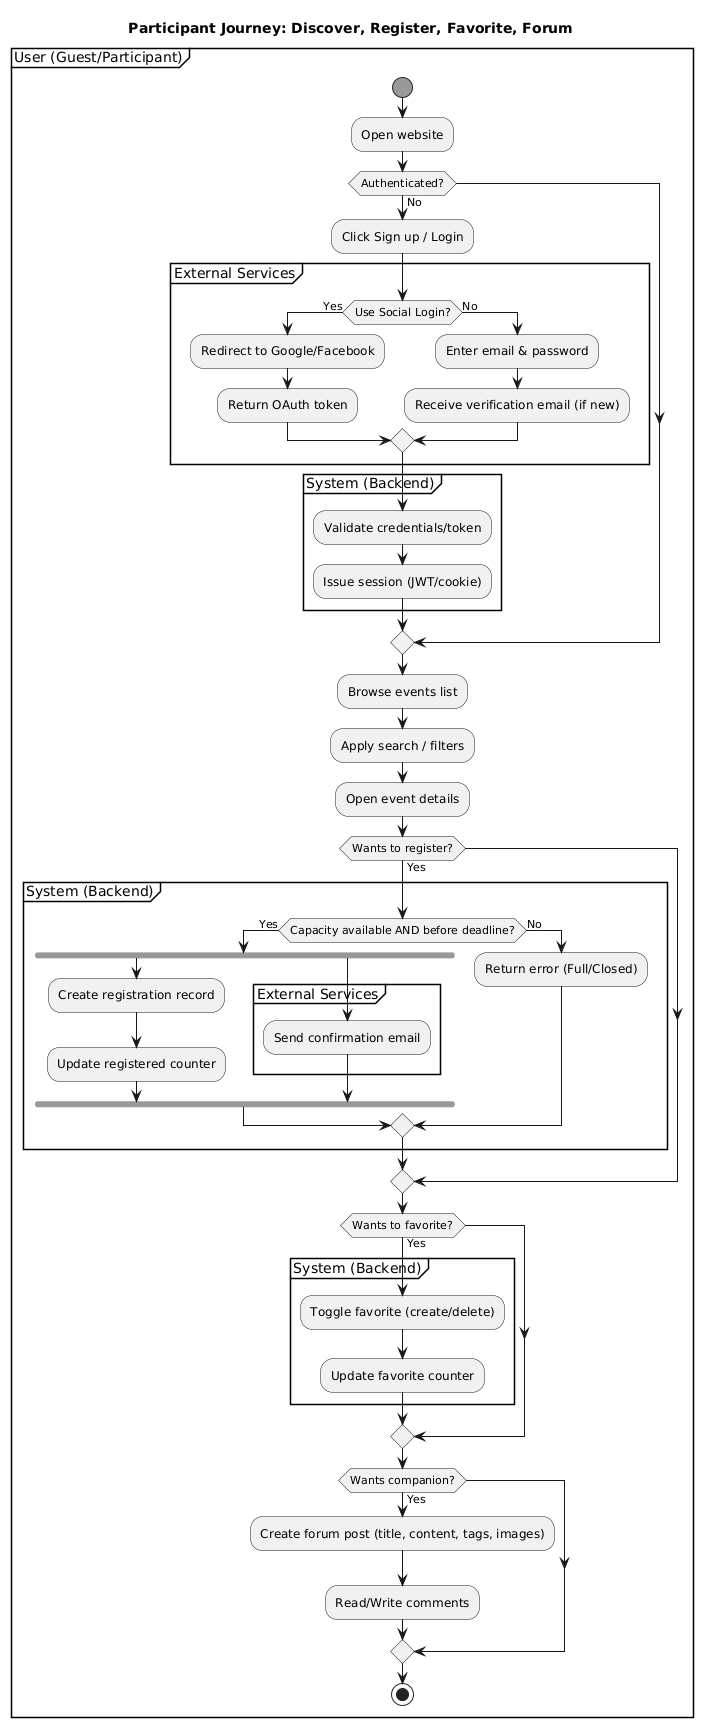 Participant Journey: Discover, Register, Favorite, Forum
User (Guest/Participant)
Open website
Authenticated?
No
Click Sign up / Login
External Services
Yes
Use Social Login?
No
Redirect to Google/Facebook
Enter email & password
Return OAuth token
Receive verification email (if new)
System (Backend)
Validate credentials/token
Issue session (JWT/cookie)
Browse events list
Apply search / filters
Open event details
Wants to register?
Yes
System (Backend)
Yes
Capacity available AND before deadline?
No
Return error (Full/Closed)
Create registration record
External Services
Send confirmation email
Update registered counter
Wants to favorite?
Yes
System (Backend)
Toggle favorite (create/delete)
Update favorite counter
Wants companion?
Yes
Create forum post (title, content, tags, images)
Read/Write comments